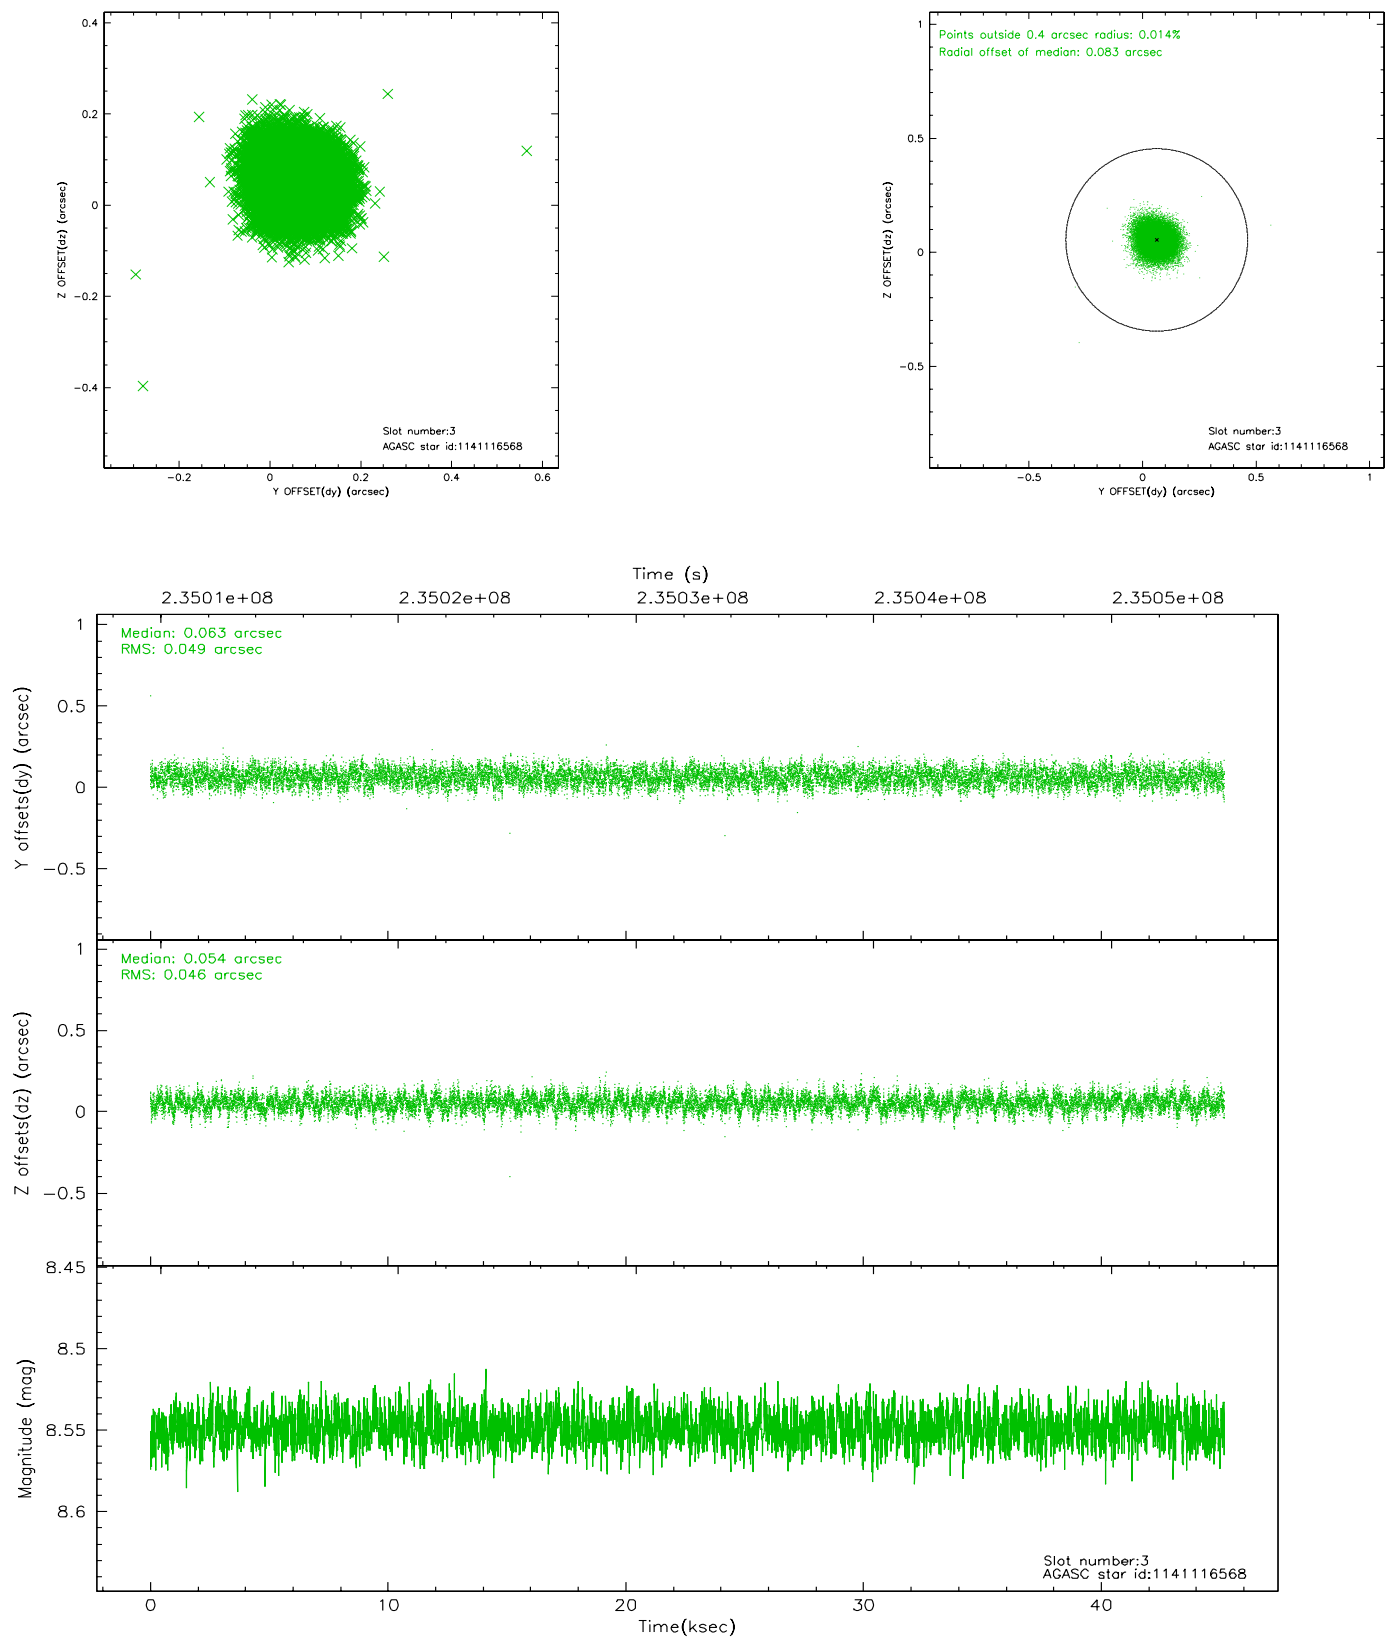 0.4
0.2
0
−0.2
−0.4
Z OFFSET(dz) (arcsec)
Slot number:3
AGASC star id:1141116568
−0.2 0 0.2 0.4 0.6
Y OFFSET(dy) (arcsec)
Points outside 0.4 arcsec radius: 0.014%
Radial offset of median: 0.083 arcsec
1
0.5
0
−0.5
Z OFFSET(dz) (arcsec)
Slot number:3
AGASC star id:1141116568
−0.5 0 0.5 1
Y OFFSET(dy) (arcsec)
Time (s)
2.3501e+08 2.3502e+08 2.3503e+08 2.3504e+08 2.3505e+08
Median: 0.063 arcsec
RMS: 0.049 arcsec
1
0.5
0
−0.5
Y offsets(dy) (arcsec)
Median: 0.054 arcsec
RMS: 0.046 arcsec
1
0.5
0
−0.5
Z offsets(dz) (arcsec)
8.45
8.5
8.55
8.6
Magnitude (mag)
Slot number:3
AGASC star id:1141116568
0 10 20 30 40
Time(ksec)